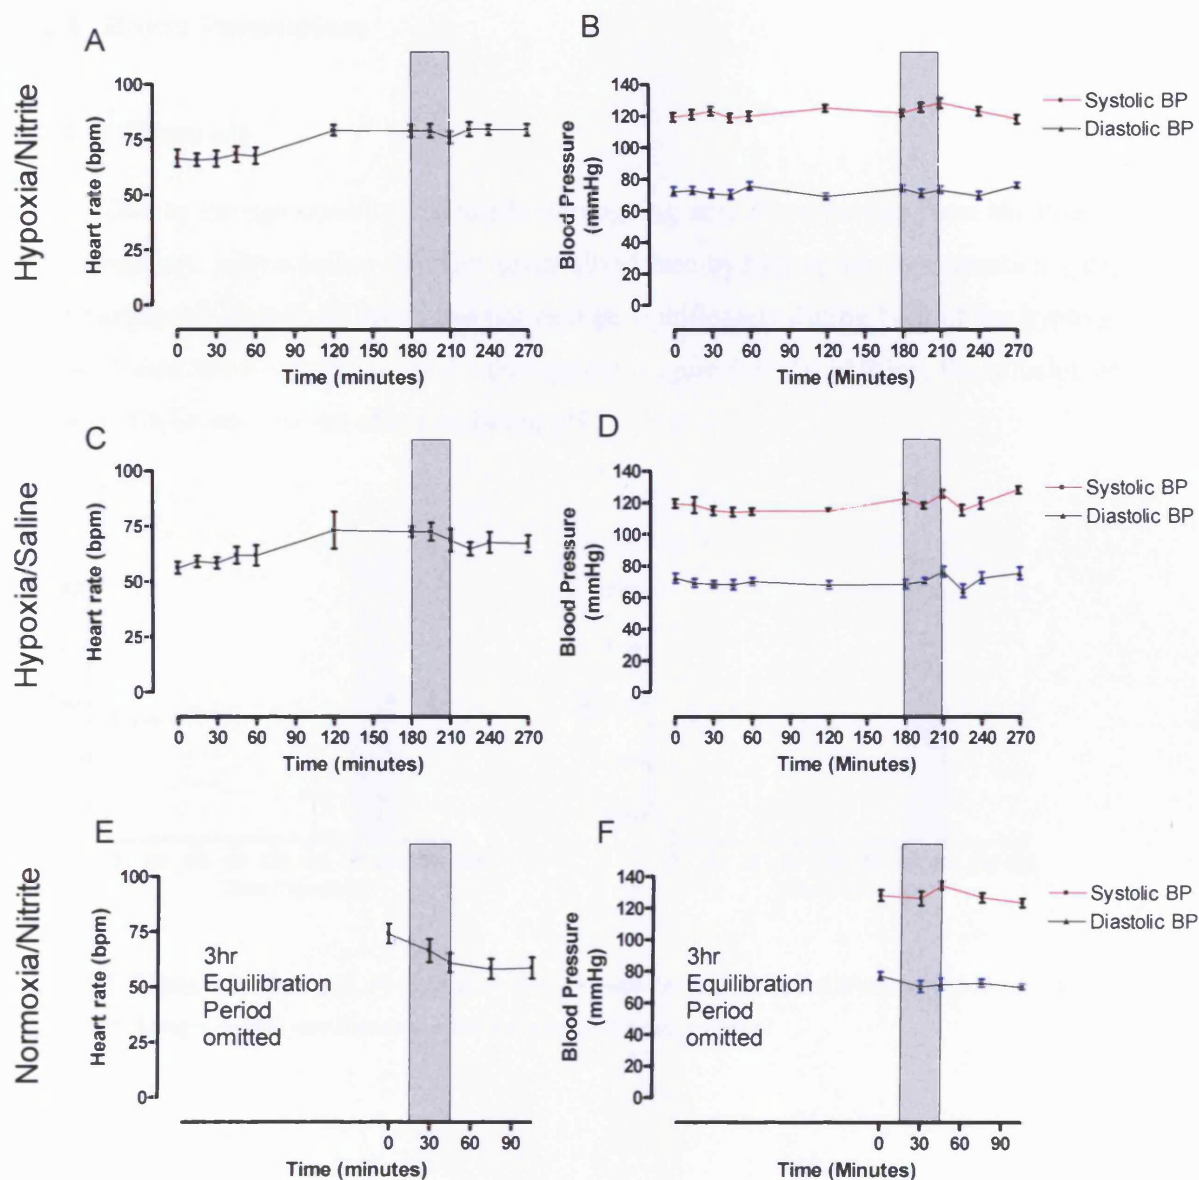 A
B
Hypoxia/Nitrite
Heart rate (bpm)
100
75
50
25
0
0 30 60 90 120 150 180 210 240 270
Time (minutes)
Blood Pressure
(mmHg)
140
120
100
80
60
40
20
0
0 30 60 90 120 150 180 210 240 270
Time (Minutes)
Systolic BP
Diastolic BP
C
D
Hypoxia/Saline
Heart rate (bpm)
100
75
50
25
0
0 30 60 90 120 150 180 210 240 270
Time (minutes)
Blood Pressure
(mmHg)
140
120
100
80
60
40
20
0
0 30 60 90 120 150 180 210 240 270
Time (Minutes)
Systolic BP
Diastolic BP
E
F
Normoxia/Nitrite
Heart rate (bpm)
100
75
50
25
0
3hr
Equilibration
Period
omitted
0 30 60 90
Time (minutes)
Blood Pressure
(mmHg)
140
120
100
80
60
40
20
0
3hr
Equilibration
Period
omitted
0 30 60 90
Time (Minutes)
Systolic BP
Diastolic BP